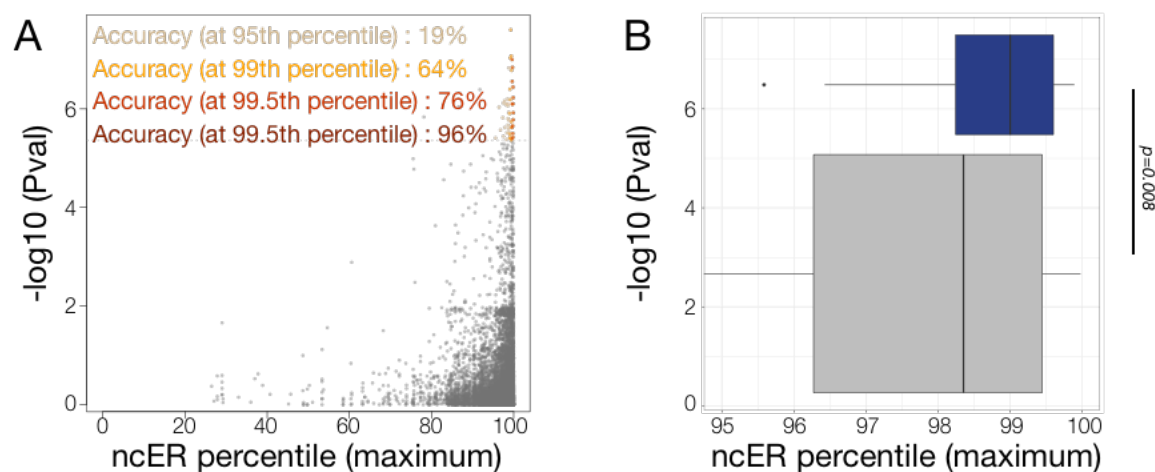 A
Accuracy (at 95th percentile) : 19%
Accuracy (at 99th percentile) : 64%
Accuracy (at 99.5th percentile) : 76%
Accuracy (at 99.5th percentile) : 96%
-log10 (Pval)
6
4
2
0
0 20 40 60 80 100
ncER percentile (maximum)
B
-log10 (Pval)
6
4
2
0
95 96 97 98 99 100
ncER percentile (maximum)
p=0.008